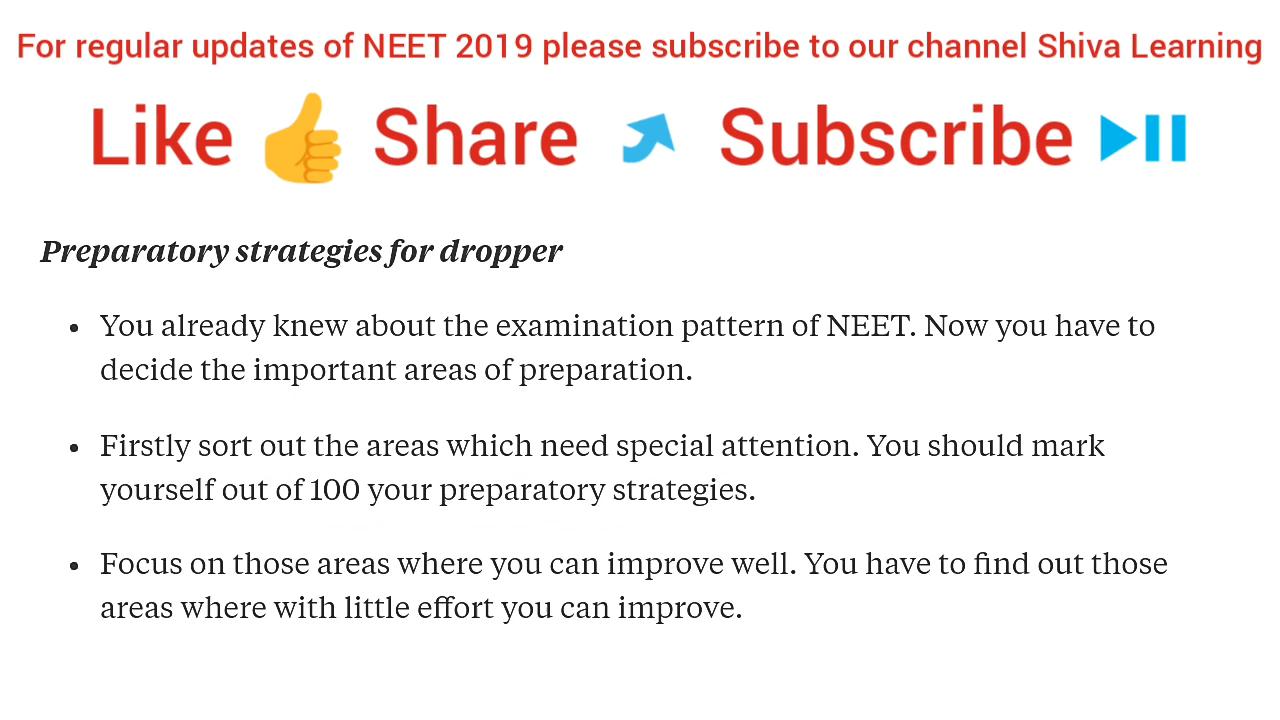 For regular updates of NEET 2019 please subscribe to our channel Shiva Learning
Like 👍 Share Subscribe
Preparatory strategies for dropper
• You already knew about the examination pattern of NEET. Now you have to
decide the important areas of preparation.
• Firstly sort out the areas which need special attention. You should mark
yourself out of 100 your preparatory strategies.
• Focus on those areas where you can improve well. You have to find out those
areas where with little effort you can improve.